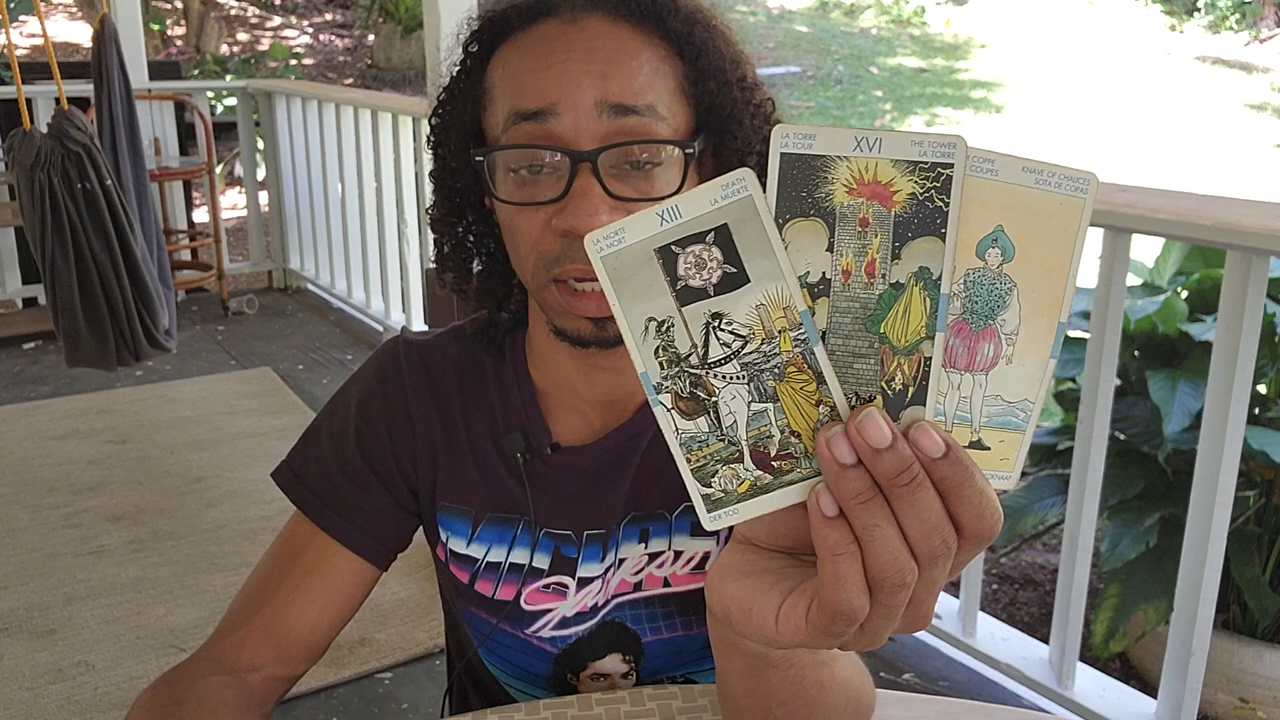 LA MORTE
LA MORT
XIII
DEATH
LA MUERTE
DER TOD
LA TORRE
LA TOUR
XVI
THE TOWER
LA TORRE
COPPE
COUPES
KNAVE OF CHALICES
SOTA DE COPAS
MICHAE
Jackson